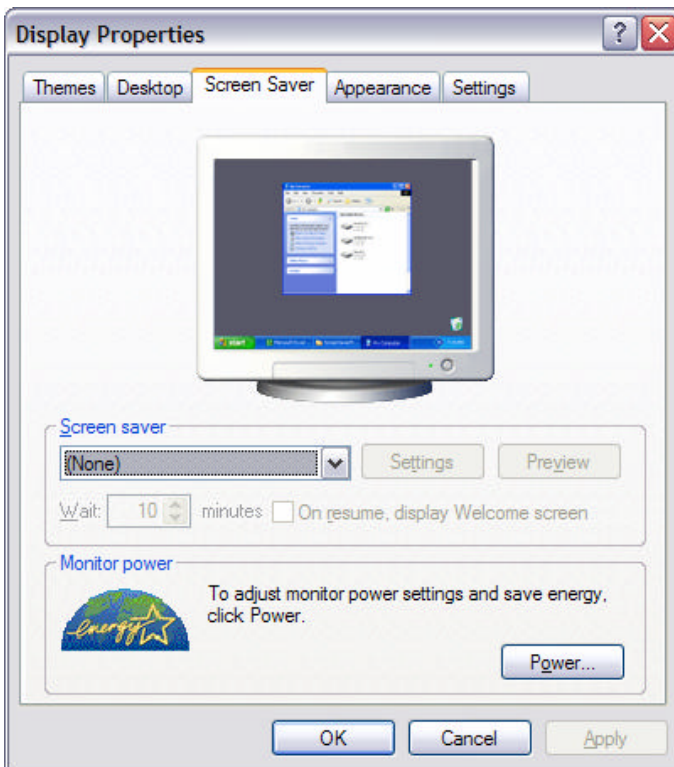 Display Properties
Themes Desktop Screen Saver Appearance Settings
start
Screen saver
(None) Settings Preview
Wait: 10 minutes On resume, display Welcome screen
Monitor power
energy
To adjust monitor power settings and save energy,
click Power.
Power...
OK Cancel Apply